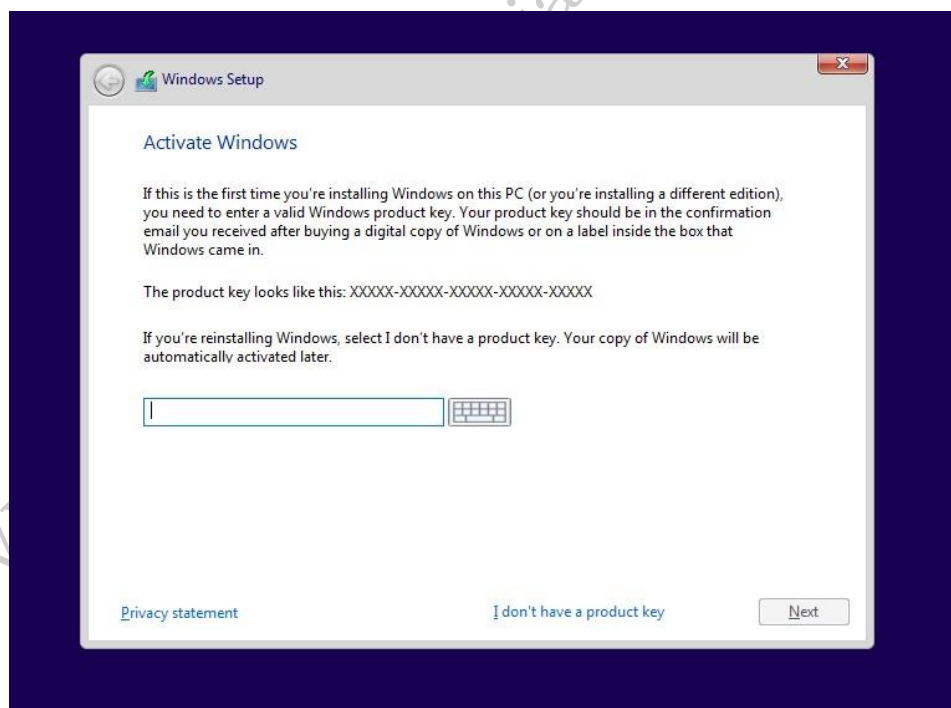 Windows Setup
Activate Windows
If this is the first time you're installing Windows on this PC (or you're installing a different edition),
you need to enter a valid Windows product key. Your product key should be in the confirmation
email you received after buying a digital copy of Windows or on a label inside the box that
Windows came in.
The product key looks like this: XXXXX-XXXXX-XXXXX-XXXXX-XXXXX
If you're reinstalling Windows, select I don't have a product key. Your copy of Windows will be
automatically activated later.
Privacy statement
I don't have a product key
Next